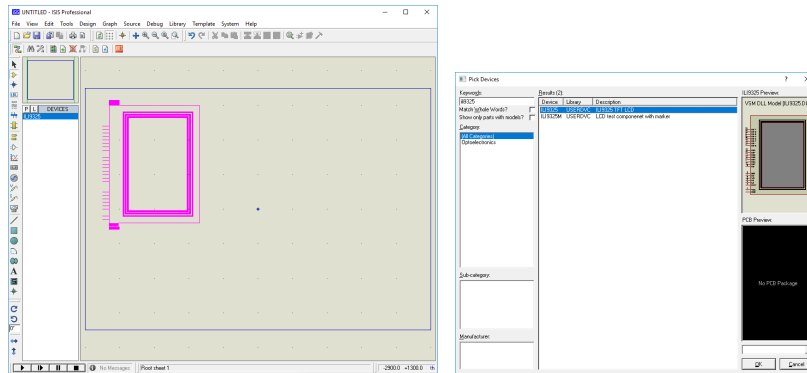 UNTITLED - ISIS Professional
File View Edit Tools Design Graph Source Debug Library Template System Help
P L DEVICES
ILI9325
A
0°
No Messages
Root sheet 1
-2900.0 +1300.0 th
Pick Devices
? X
Keywords:
ili9325
Match Whole Words?
Show only parts with models?
Category:
(All Categories)
Optoelectronics
Sub-category:
Manufacturer:
Results (2):
Device Library Description
ILI9325 USERDVC ILI9325 TFT LCD
ILI9325M USERDVC LCD test componenet with marker
ILI9325 Preview:
VSM DLL Model [ILI9325.D
PCB Preview:
No PCB Package
OK Cancel